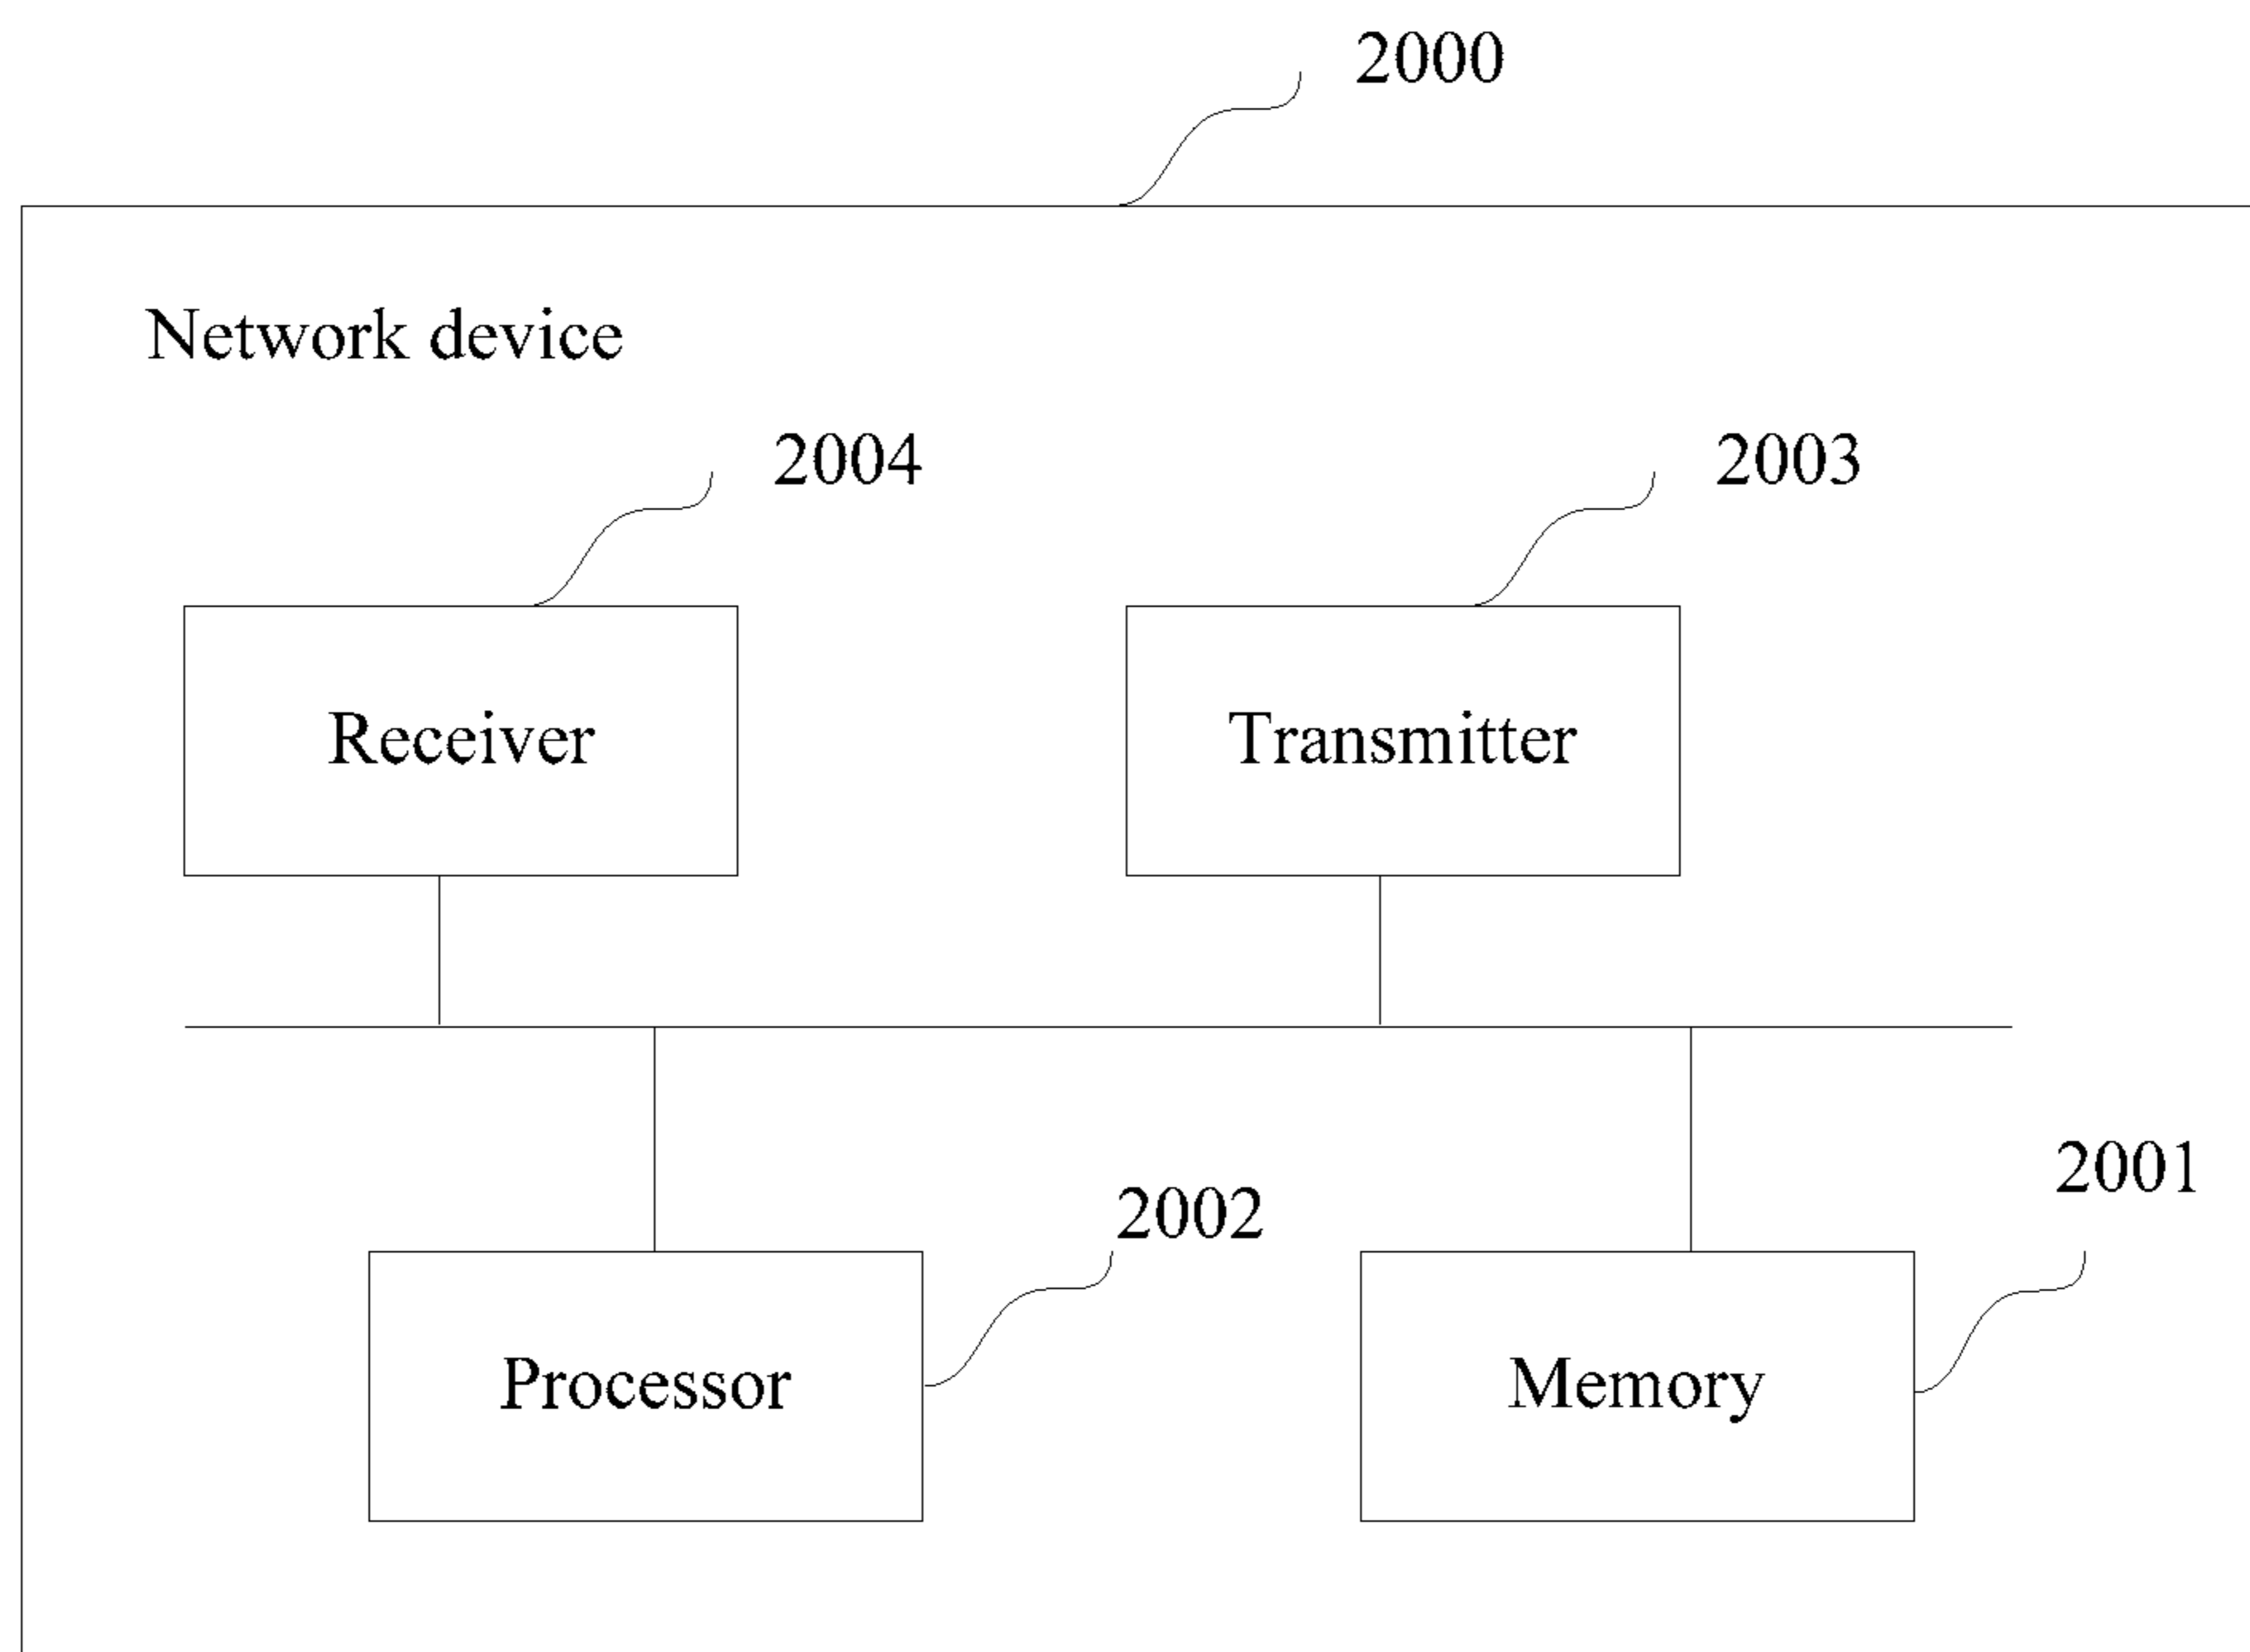 2000
Network device
2004
2003
Receiver
Transmitter
2001
2002
Processor
Memory